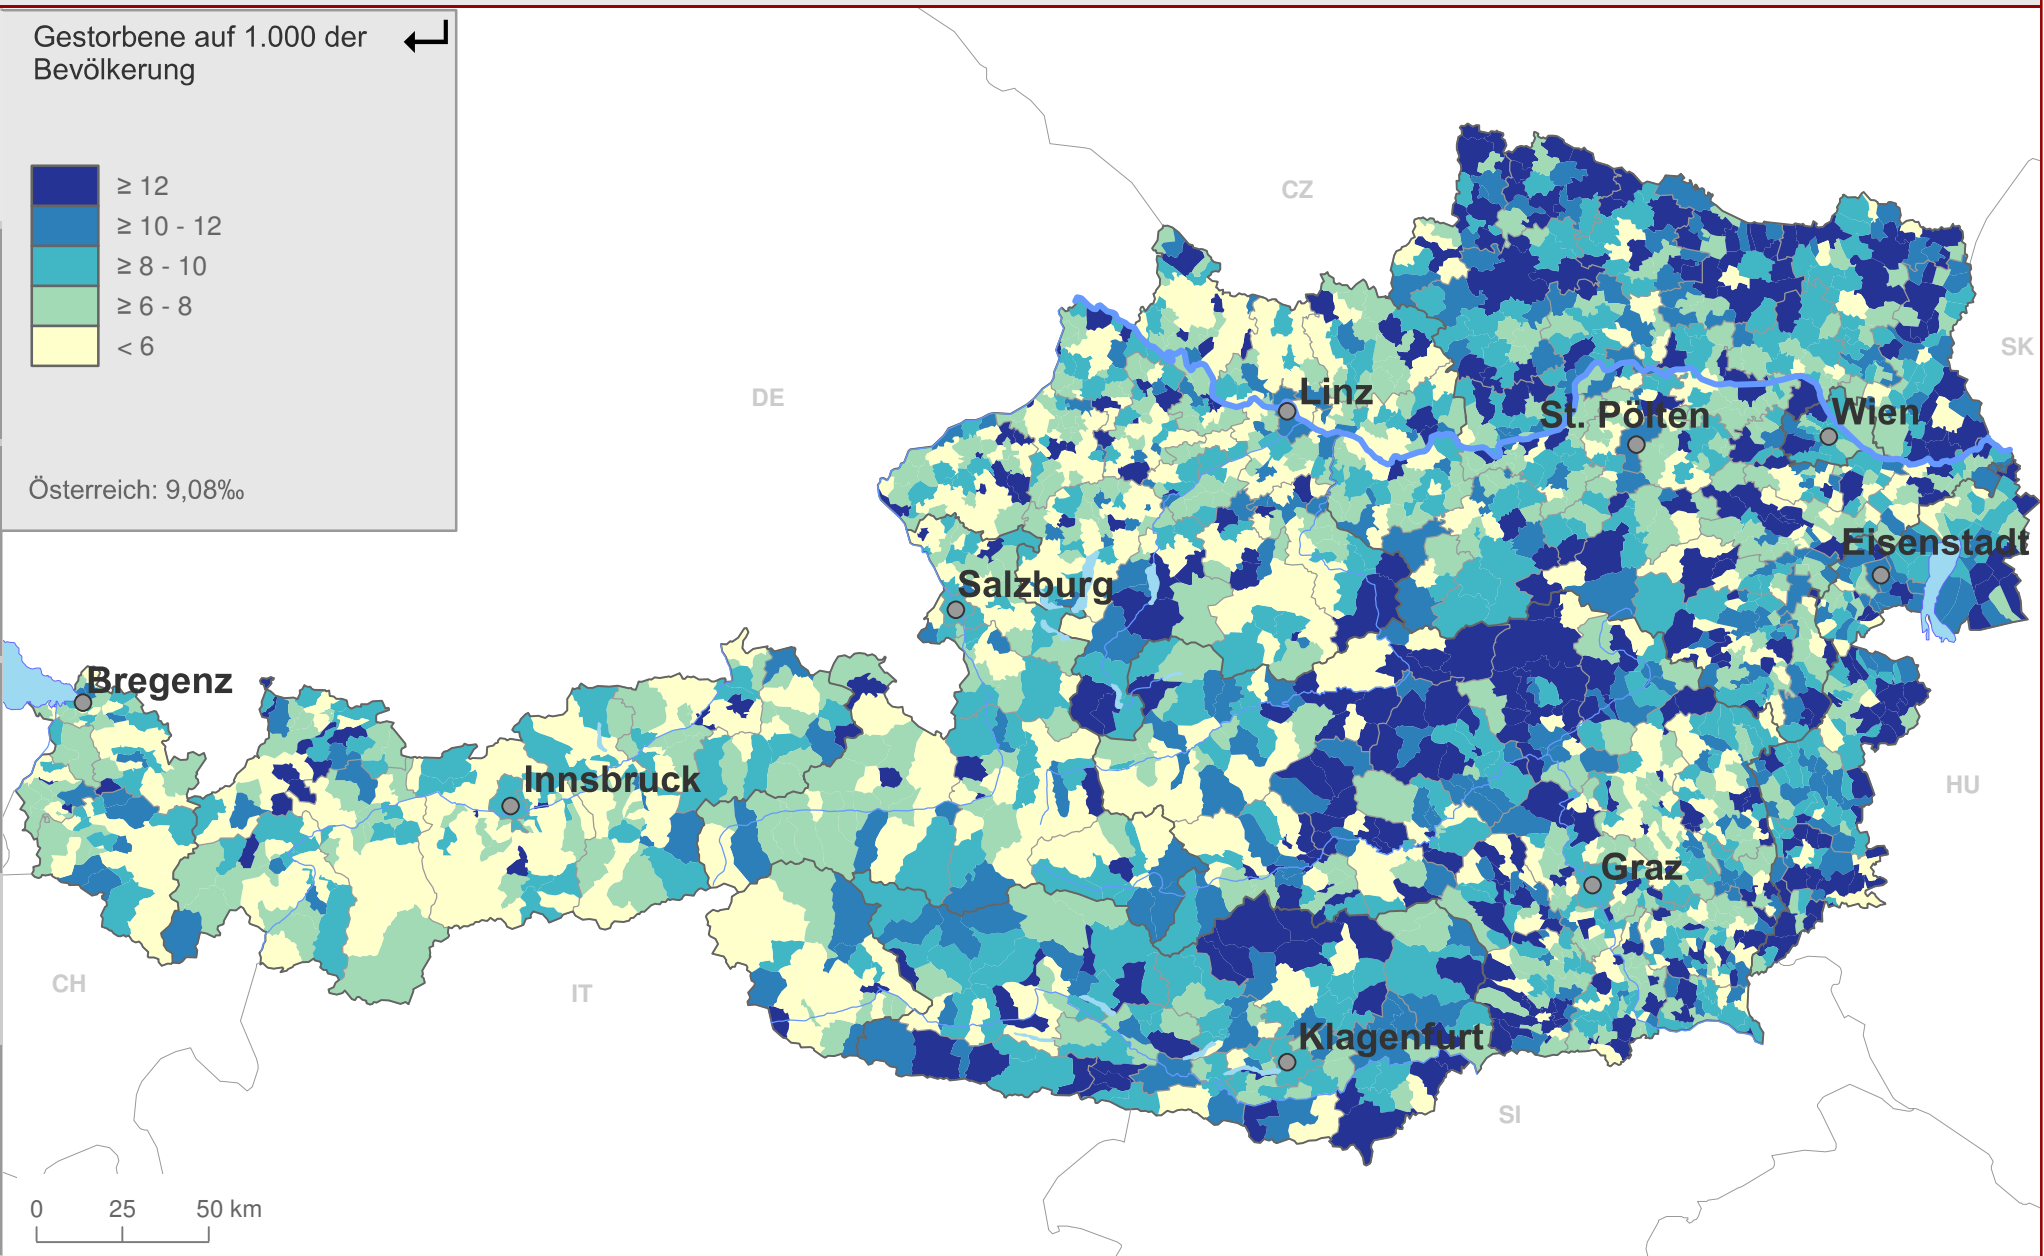 Gestorbene auf 1.000 der
Bevölkerung
≥ 12
≥ 10 - 12
≥ 8 - 10
≥ 6 - 8
< 6
Österreich: 9,08‰
CZ
SK
DE
Linz
St. Pölten
Wien
Eisenstadt
Salzburg
Bregenz
Innsbruck
HU
Graz
CH
IT
Klagenfurt
SI
0 25 50 km